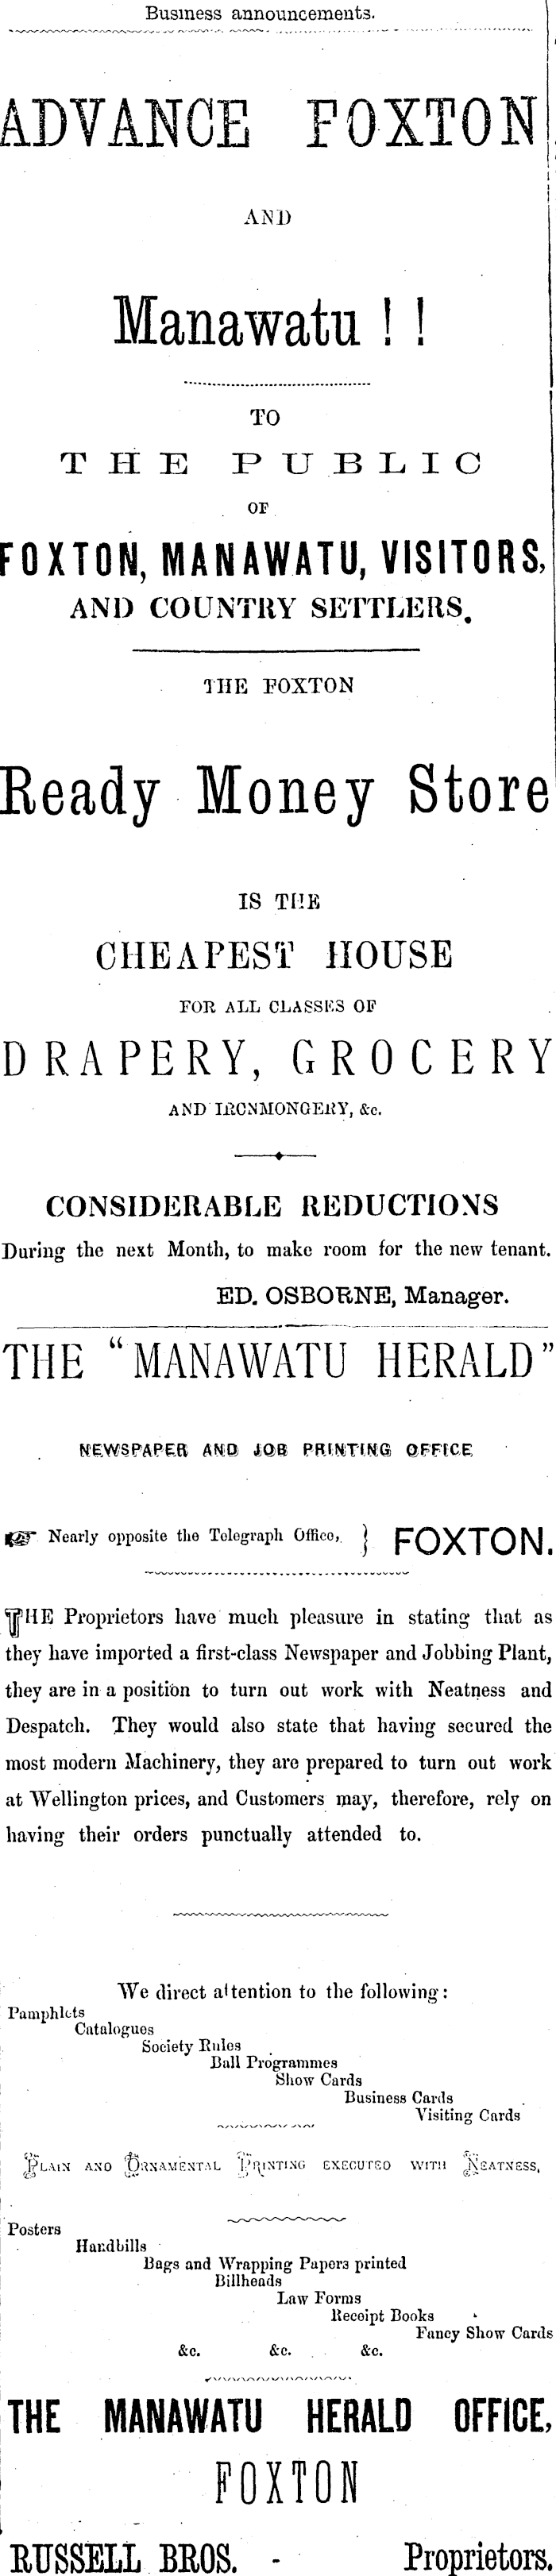 Business announcements.
ADVANCE FOXTON
AND
Manawatu ! !
TO
THE PUBLIC
OF
FOXTON, MANAWATU, VISITORS,
AND COUNTRY SETTLERS.
THE FOXTON
Ready Money Store
IS THE
CHEAPEST HOUSE
FOR ALL CLASSES OF
DRAPERY, GROCERY
AND IRONMONGERY, &c.
CONSIDERABLE REDUCTIONS
During the next Month, to make room for the new tenant.
ED. OSBORNE, Manager.
THE "MANAWATU HERALD"
NEWSPAPER AND JOB PRINTING OFFICE
☞ Nearly opposite the Telegraph Office, } FOXTON.
THE Proprietors have much pleasure in stating that as
they have imported a first-class Newspaper and Jobbing Plant,
they are in a position to turn out work with Neatness and
Despatch. They would also state that having secured the
most modern Machinery, they are prepared to turn out work
at Wellington prices, and Customers may, therefore, rely on
having their orders punctually attended to.
We direct attention to the following:
Pamphlets
Catalogues
Society Rules
Ball Programmes
Show Cards
Business Cards
Visiting Cards
PLAIN AND ORNAMENTAL PRINTING EXECUTED WITH NEATNESS,
Posters
Handbills
Bags and Wrapping Papers printed
Billheads
Law Forms
Receipt Books
Fancy Show Cards
&c. &c. &c.
THE MANAWATU HERALD OFFICE,
FOXTON
RUSSELL BROS. - Proprietors.